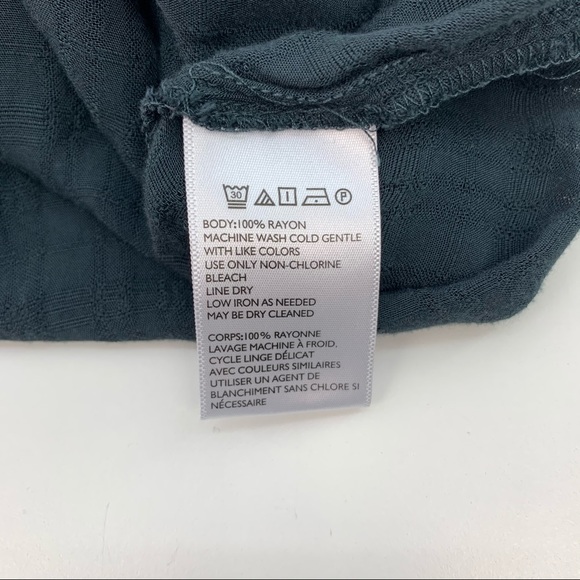 30 P
BODY:100% RAYON
MACHINE WASH COLD GENTLE
WITH LIKE COLORS
USE ONLY NON-CHLORINE
BLEACH
LINE DRY
LOW IRON AS NEEDED
MAY BE DRY CLEANED
CORPS:100% RAYONNE
LAVAGE MACHINE À FROID,
CYCLE LINGE DÉLICAT
AVEC COULEURS SIMILAIRES
UTILISER UN AGENT DE
BLANCHIMENT SANS CHLORE SI
NÉCESSAIRE